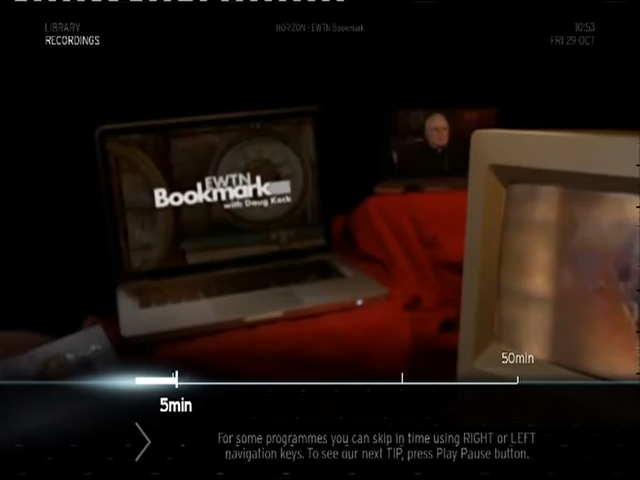 LIBRARY
RECORDINGS
HORIZON - EWTN Bookmark
10:53
FRI 29 OCT
EWTN
Bookmark
with Doug Keck
50min
5min
For some programmes you can skip in time using RIGHT or LEFT
navigation keys. To see our next TIP, press Play Pause button.